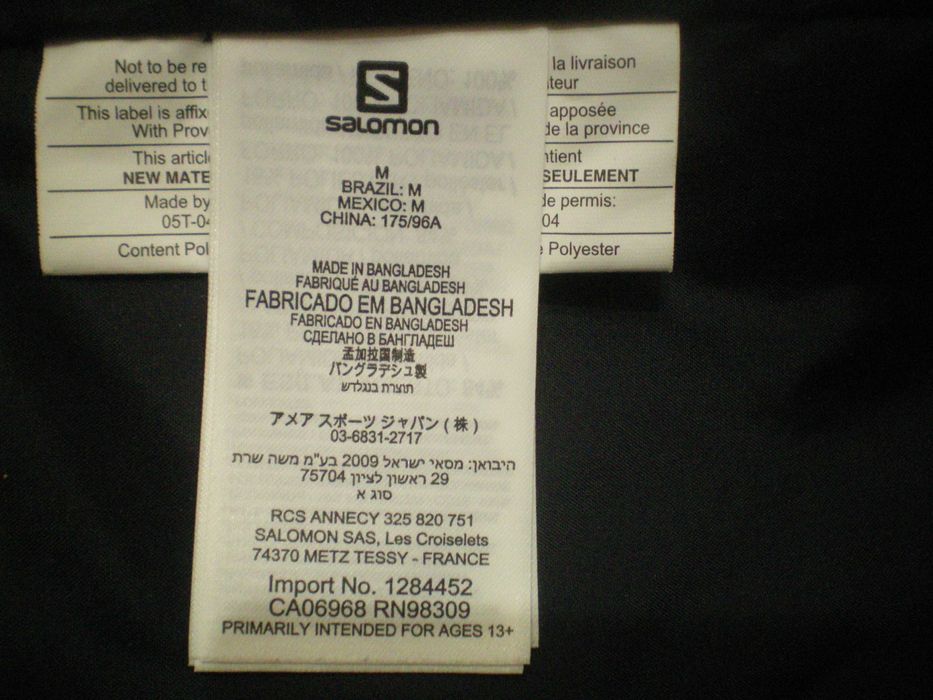 Not to be re
delivered to t
This label is affix
With Prov
This articl
NEW MATE
Made by
05T-04
Content Pol
S
SALOMON
M
BRAZIL: M
MEXICO: M
CHINA: 175/96A
MADE IN BANGLADESH
FABRIQUÉ AU BANGLADESH
FABRICADO EM BANGLADESH
FABRICADO EN BANGLADESH
СДЕЛАНО В БАНГЛАДЕШ
孟加拉国制造
バングラデシュ製
תוצרת בנגלדש
アメア スポーツ ジャパン ( 株 )
03-6831-2717
היבואן: מסאי ישראל 2009 בע"מ משה שרת
29 ראשון לציון 75704
סוג א
RCS ANNECY 325 820 751
SALOMON SAS, Les Croiselets
74370 METZ TESSY - FRANCE
Import No. 1284452
CA06968 RN98309
PRIMARILY INTENDED FOR AGES 13+
la livraison
ateur
apposée
de la province
ntient
SEULEMENT
de permis:
04
e Polyester